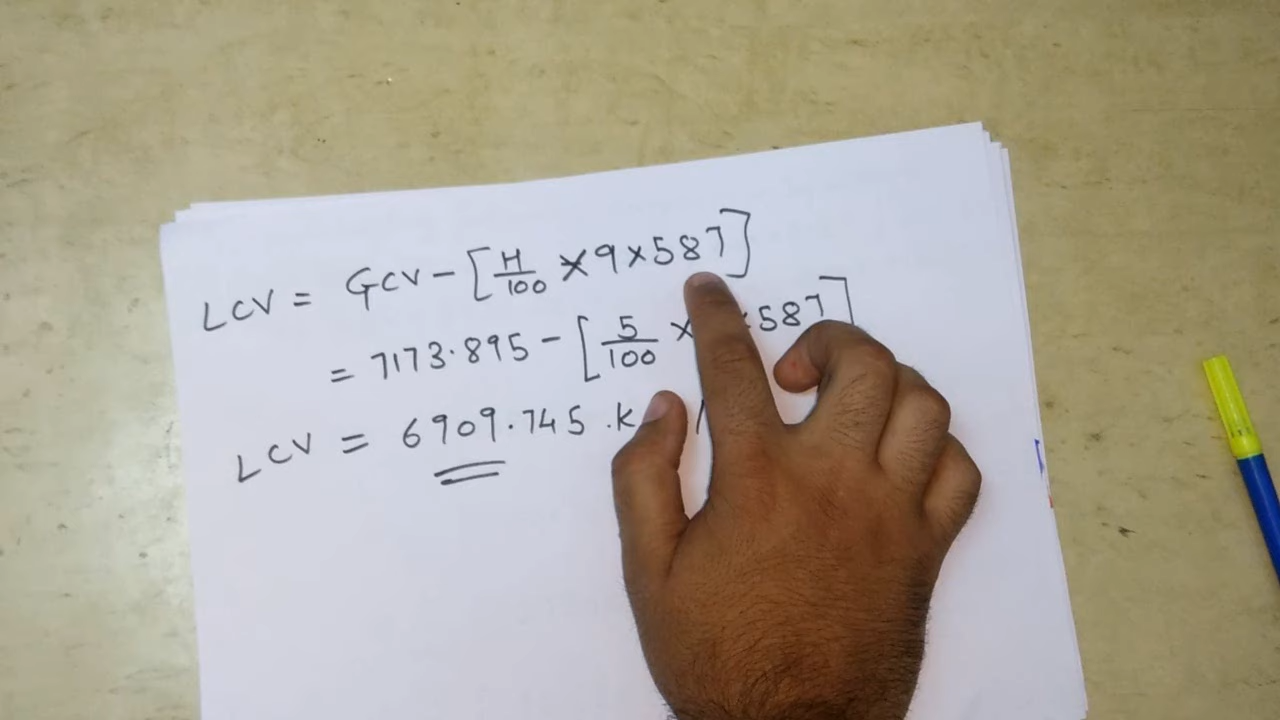 LCV = GCV - [H/100 × 9 × 587]
= 7173.895 - [5/100 × × 587]
LCV = 6909.745 .k /